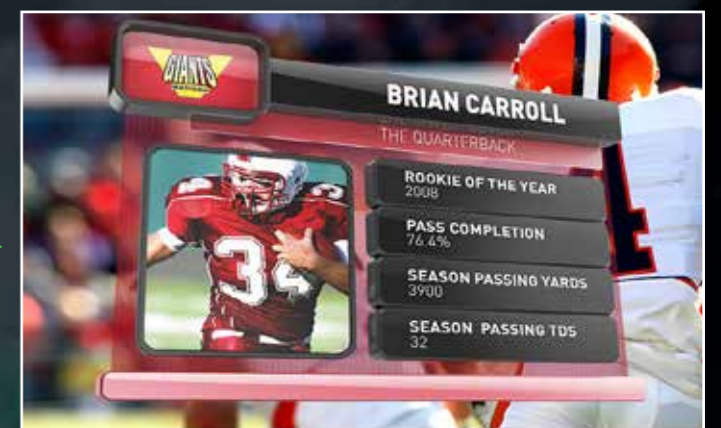 GIANTS
BRIAN CARROLL
THE QUARTERBACK
34
ROOKIE OF THE YEAR
2008
PASS COMPLETION
76.4%
SEASON PASSING YARDS
3900
SEASON PASSING TDS
32